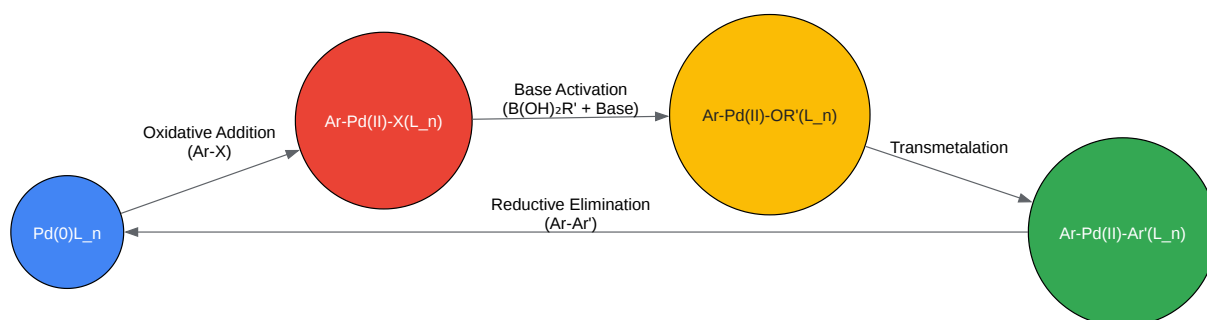 Oxidative Addition
(Ar-X)
Base Activation
(B(OH)₂R' + Base)
Ar-Pd(II)-X(L_n)
Ar-Pd(II)-OR'(L_n)
Transmetalation
Reductive Elimination
(Ar-Ar')
Pd(0)L_n
Ar-Pd(II)-Ar'(L_n)